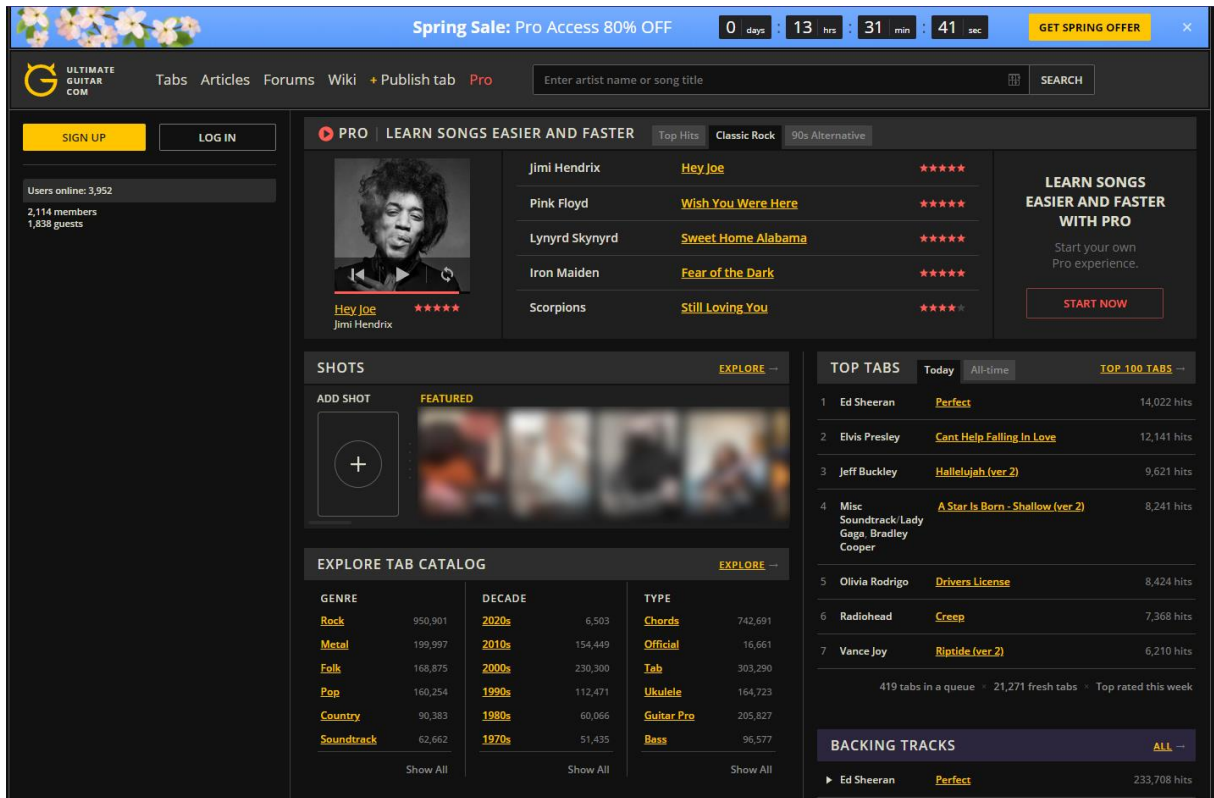 Spring Sale: Pro Access 80% OFF 0 days : 13 hrs : 31 min : 41 sec GET SPRING OFFER ×
ULTIMATE
GUITAR
COM
Tabs Articles Forums Wiki + Publish tab Pro Enter artist name or song title SEARCH
SIGN UP LOG IN
Users online: 3,952
2,114 members
1,838 guests
PRO | LEARN SONGS EASIER AND FASTER Top Hits Classic Rock 90s Alternative
Hey Joe
Jimi Hendrix
Jimi Hendrix Hey Joe
Pink Floyd Wish You Were Here
Lynyrd Skynyrd Sweet Home Alabama
Iron Maiden Fear of the Dark
Scorpions Still Loving You
LEARN SONGS
EASIER AND FASTER
WITH PRO
Start your own
Pro experience.
START NOW
SHOTS EXPLORE →
ADD SHOT FEATURED
+
EXPLORE TAB CATALOG EXPLORE →
GENRE
Rock 950,901
Metal 199,997
Folk 168,875
Pop 160,254
Country 90,383
Soundtrack 62,662
Show All
DECADE
2020s 6,503
2010s 154,449
2000s 230,300
1990s 112,471
1980s 60,066
1970s 51,435
Show All
TYPE
Chords 742,691
Official 16,661
Tab 303,290
Ukulele 164,723
Guitar Pro 205,827
Bass 96,577
Show All
TOP TABS Today All-time TOP 100 TABS →
1 Ed Sheeran Perfect 14,022 hits
2 Elvis Presley Cant Help Falling In Love 12,141 hits
3 Jeff Buckley Hallelujah (ver 2) 9,621 hits
4 Misc A Star Is Born - Shallow (ver 2) 8,241 hits
Soundtrack/Lady
Gaga, Bradley
Cooper
5 Olivia Rodrigo Drivers License 8,424 hits
6 Radiohead Creep 7,368 hits
7 Vance Joy Riptide (ver 2) 6,210 hits
419 tabs in a queue • 21,271 fresh tabs • Top rated this week
BACKING TRACKS ALL →
Ed Sheeran Perfect 233,708 hits